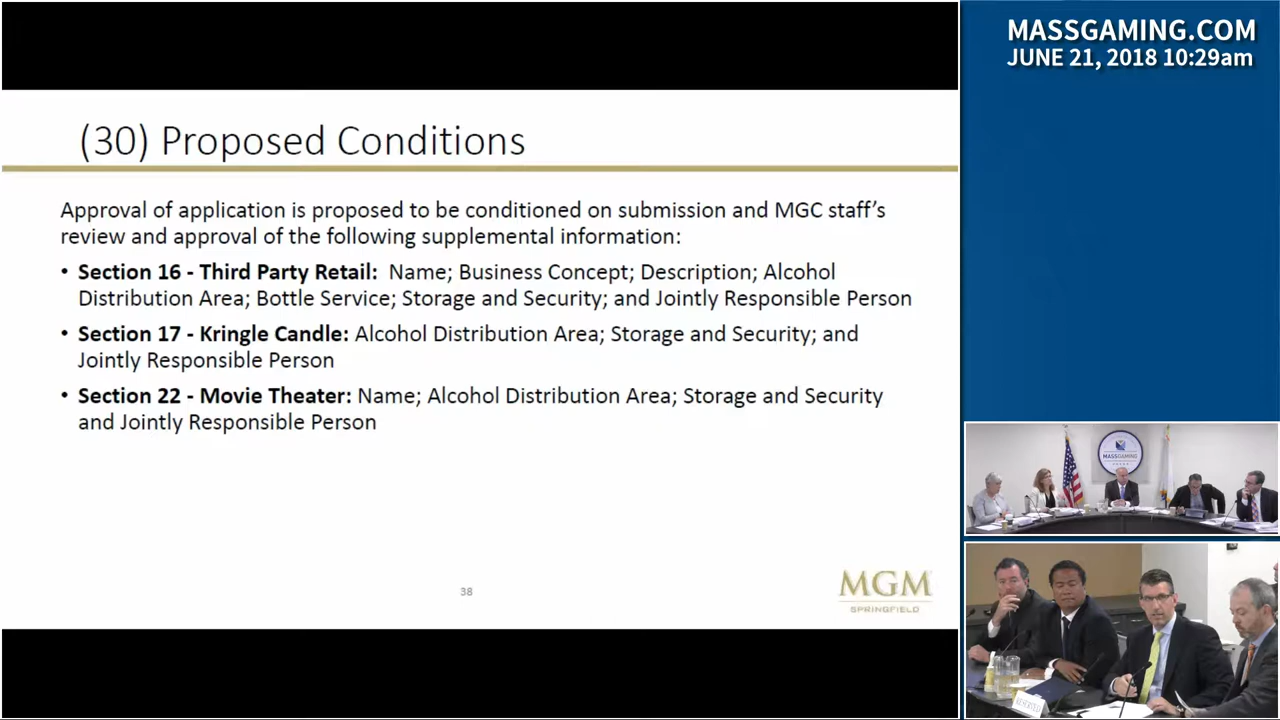 MASSGAMING.COM
JUNE 21, 2018 10:29am
(30) Proposed Conditions
Approval of application is proposed to be conditioned on submission and MGC staff's
review and approval of the following supplemental information:
• Section 16 - Third Party Retail: Name; Business Concept; Description; Alcohol
Distribution Area; Bottle Service; Storage and Security; and Jointly Responsible Person
• Section 17 - Kringle Candle: Alcohol Distribution Area; Storage and Security; and
Jointly Responsible Person
• Section 22 - Movie Theater: Name; Alcohol Distribution Area; Storage and Security
and Jointly Responsible Person
38
MGM
SPRINGFIELD
MASSGAMING
RESERVED